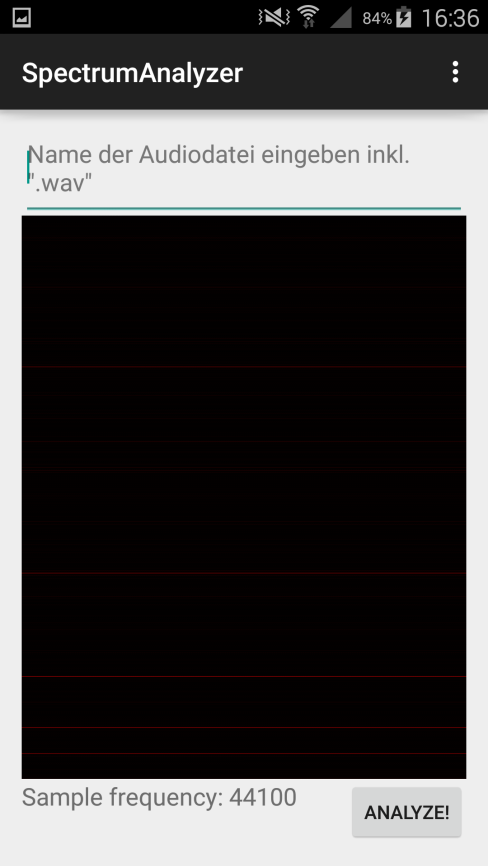 84% 16:36
SpectrumAnalyzer
Name der Audiodatei eingeben inkl.
".wav"
Sample frequency: 44100
ANALYZE!